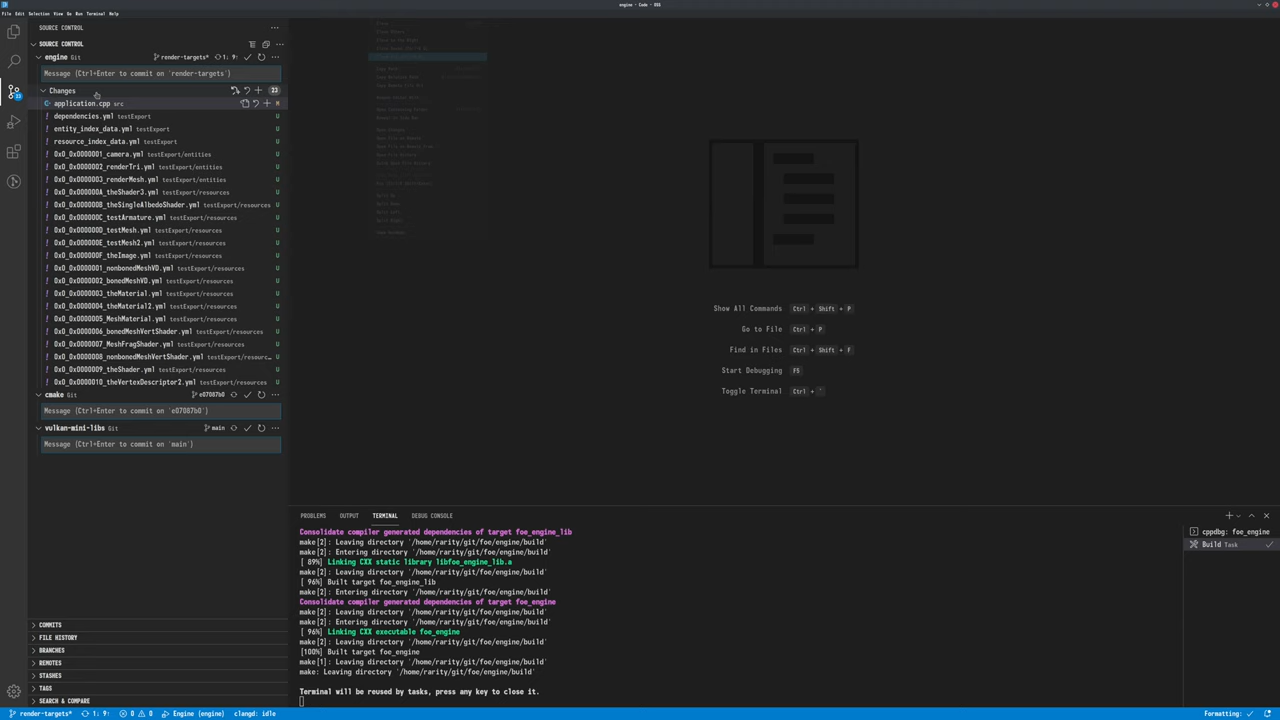 engine - Code - OSS
File Edit Selection View Go Run Terminal Help
SOURCE CONTROL
SOURCE CONTROL
engine Git render-targets*
Message (Ctrl+Enter to commit on 'render-targets')
Changes 23
application.cpp src M
dependencies.yml testExport U
entity_index_data.yml testExport U
resource_index_data.yml testExport U
0x0_0x0000001_camera.yml testExport/entities U
0x0_0x0000002_renderTri.yml testExport/entities U
0x0_0x0000003_renderMesh.yml testExport/entities U
0x0_0x000000A_theShader3.yml testExport/resources U
0x0_0x000000B_theSingleAlbedoShader.yml testExport/resources U
0x0_0x000000C_testArmature.yml testExport/resources U
0x0_0x000000D_testMesh.yml testExport/resources U
0x0_0x000000E_testMesh2.yml testExport/resources U
0x0_0x000000F_theImage.yml testExport/resources U
0x0_0x0000001_nonbonedMeshVD.yml testExport/resources U
0x0_0x0000002_bonedMeshVD.yml testExport/resources U
0x0_0x0000003_theMaterial.yml testExport/resources U
0x0_0x0000004_theMaterial2.yml testExport/resources U
0x0_0x0000005_MeshMaterial.yml testExport/resources U
0x0_0x0000006_bonedMeshVertShader.yml testExport/resources U
0x0_0x0000007_MeshFragShader.yml testExport/resources U
0x0_0x0000008_nonbonedMeshVertShader.yml testExport/resourc... U
0x0_0x0000009_theShader.yml testExport/resources U
0x0_0x0000010_theVertexDescriptor2.yml testExport/resources U
cmake Git e07087b0
Message (Ctrl+Enter to commit on 'e07087b0')
vulkan-mini-libs Git main
Message (Ctrl+Enter to commit on 'main')
COMMITS
FILE HISTORY
BRANCHES
REMOTES
STASHES
TAGS
SEARCH & COMPARE
Show All Commands Ctrl + Shift + P
Go to File Ctrl + P
Find in Files Ctrl + Shift + F
Start Debugging F5
Toggle Terminal Ctrl + `
PROBLEMS OUTPUT TERMINAL DEBUG CONSOLE
Consolidate compiler generated dependencies of target foe_engine_lib
make[2]: Leaving directory '/home/rarity/git/foe/engine/build'
make[2]: Entering directory '/home/rarity/git/foe/engine/build'
[ 89%] Linking CXX static library libfoe_engine_lib.a
make[2]: Leaving directory '/home/rarity/git/foe/engine/build'
[ 96%] Built target foe_engine_lib
make[2]: Entering directory '/home/rarity/git/foe/engine/build'
Consolidate compiler generated dependencies of target foe_engine
make[2]: Leaving directory '/home/rarity/git/foe/engine/build'
make[2]: Entering directory '/home/rarity/git/foe/engine/build'
[ 96%] Linking CXX executable foe_engine
make[2]: Leaving directory '/home/rarity/git/foe/engine/build'
[100%] Built target foe_engine
make[1]: Leaving directory '/home/rarity/git/foe/engine/build'
make: Leaving directory '/home/rarity/git/foe/engine/build'
Terminal will be reused by tasks, press any key to close it.
cppdbg: foe_engine
Build Task
render-targets* 0 0 Engine (engine) clangd: idle
Formatting: